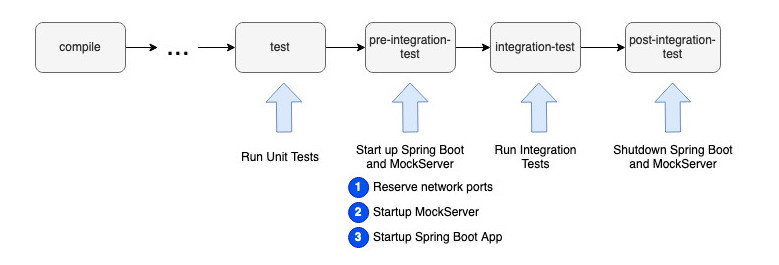 compile
...
test
pre-integration-
test
integration-test
post-integration-
test
Run Unit Tests
Start up Spring Boot
and MockServer
Run Integration
Tests
Shutdown Spring Boot
and MockServer
1 Reserve network ports
2 Startup MockServer
3 Startup Spring Boot App